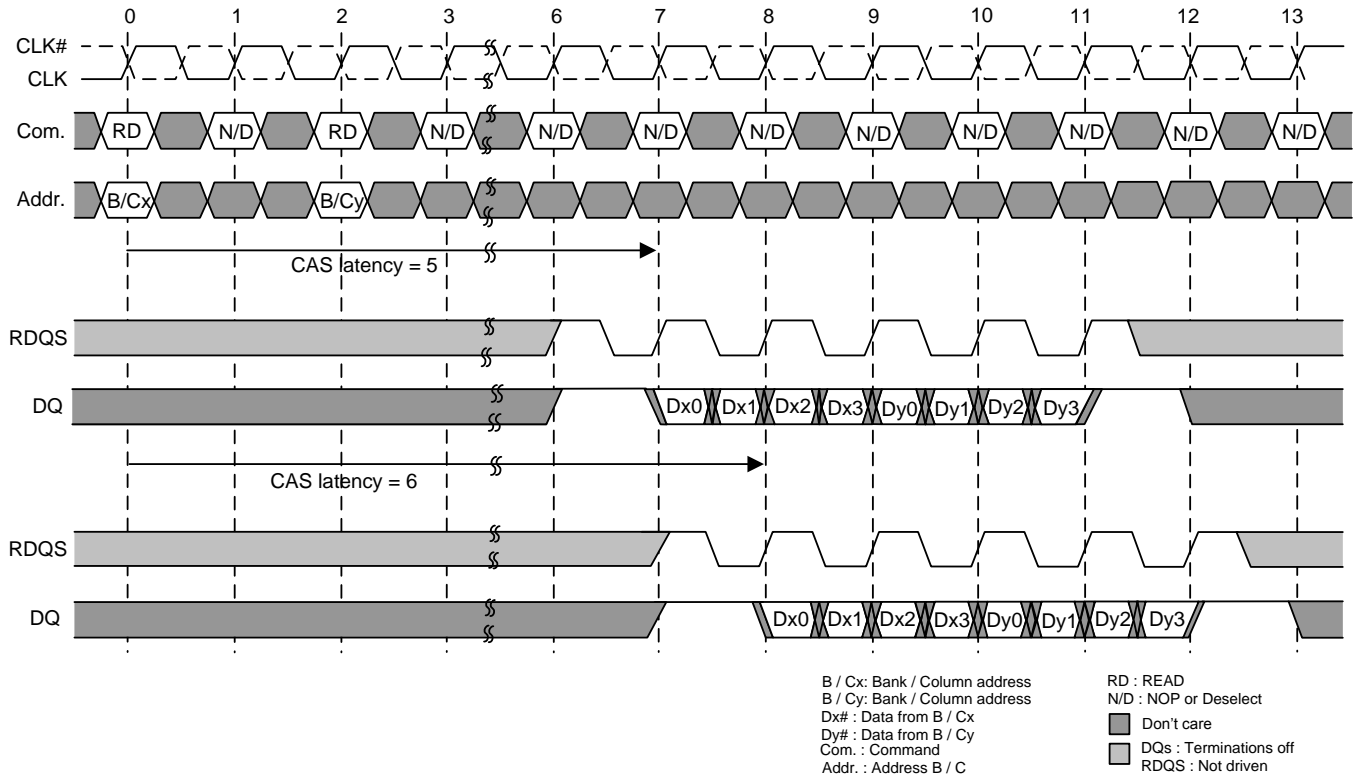 0 1 2 3 6 7 8 9 10 11 12 13
CLK#
CLK
Com. RD N/D RD N/D N/D N/D N/D N/D N/D N/D N/D N/D
Addr. B/Cx B/Cy
CAS latency = 5
RDQS
DQ Dx0 Dx1 Dx2 Dx3 Dy0 Dy1 Dy2 Dy3
CAS latency = 6
RDQS
DQ Dx0 Dx1 Dx2 Dx3 Dy0 Dy1 Dy2 Dy3
B / Cx: Bank / Column address
B / Cy: Bank / Column address
Dx# : Data from B / Cx
Dy# : Data from B / Cy
Com. : Command
Addr. : Address B / C
RD : READ
N/D : NOP or Deselect
Don't care
DQs : Terminations off
RDQS : Not driven